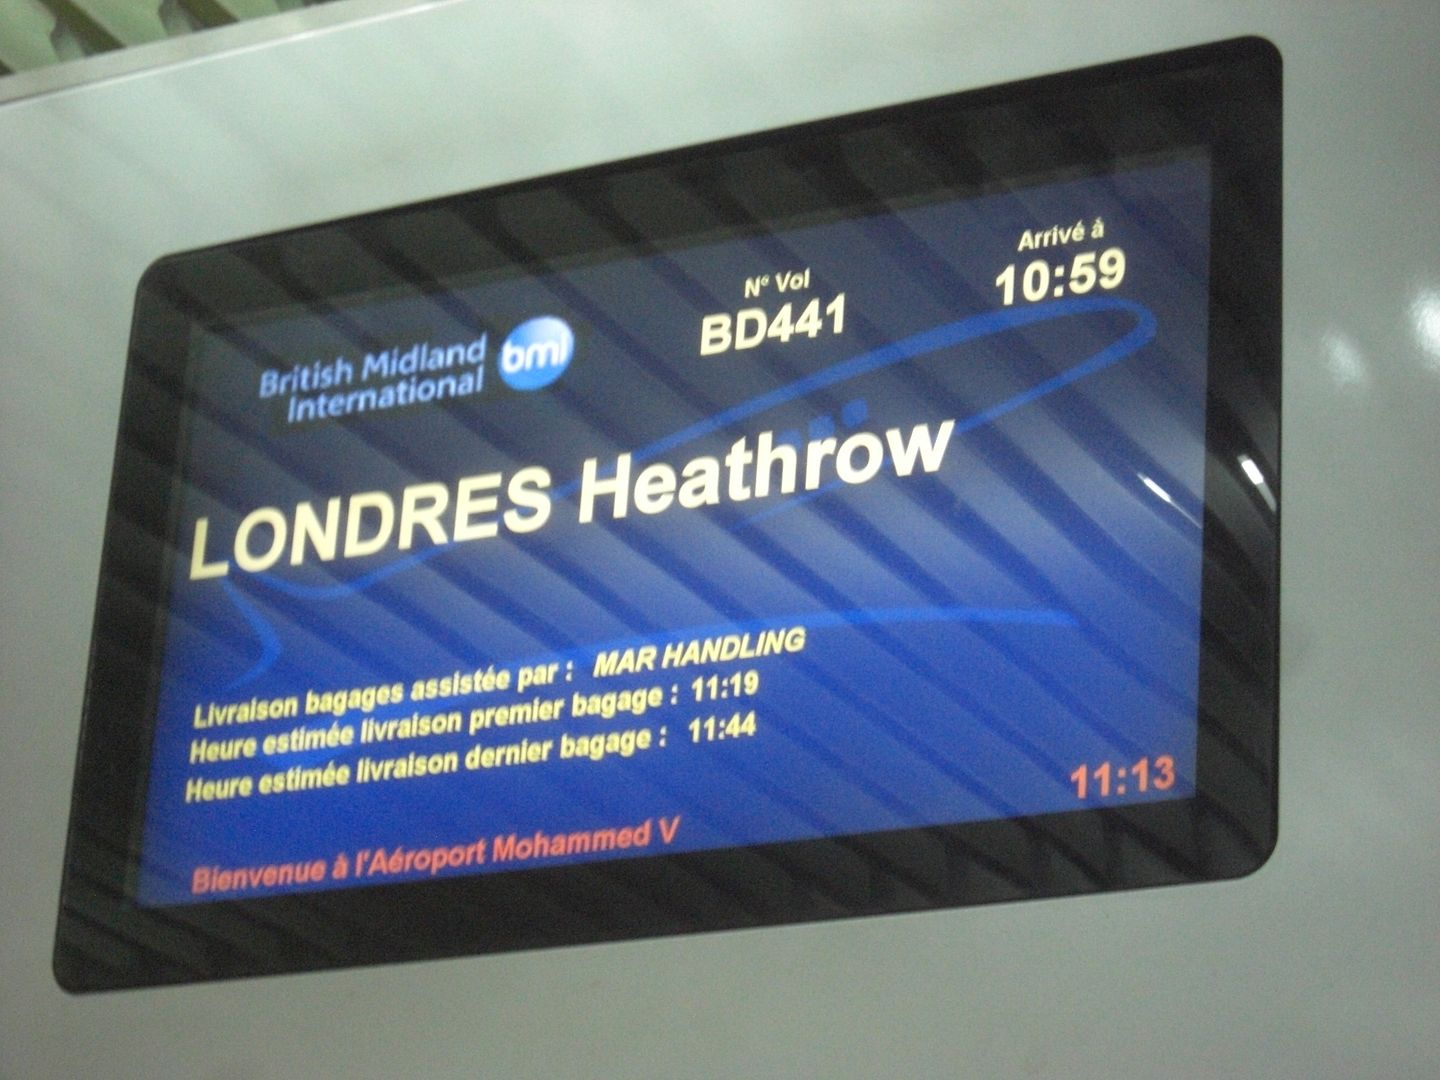 British Midland
International
bmi
N° Vol
BD441
Arrivé à
10:59
LONDRES Heathrow
Livraison bagages assistée par : MAR HANDLING
Heure estimée livraison premier bagage : 11:19
Heure estimée livraison dernier bagage : 11:44
11:13
Bienvenue à l'Aéroport Mohammed V